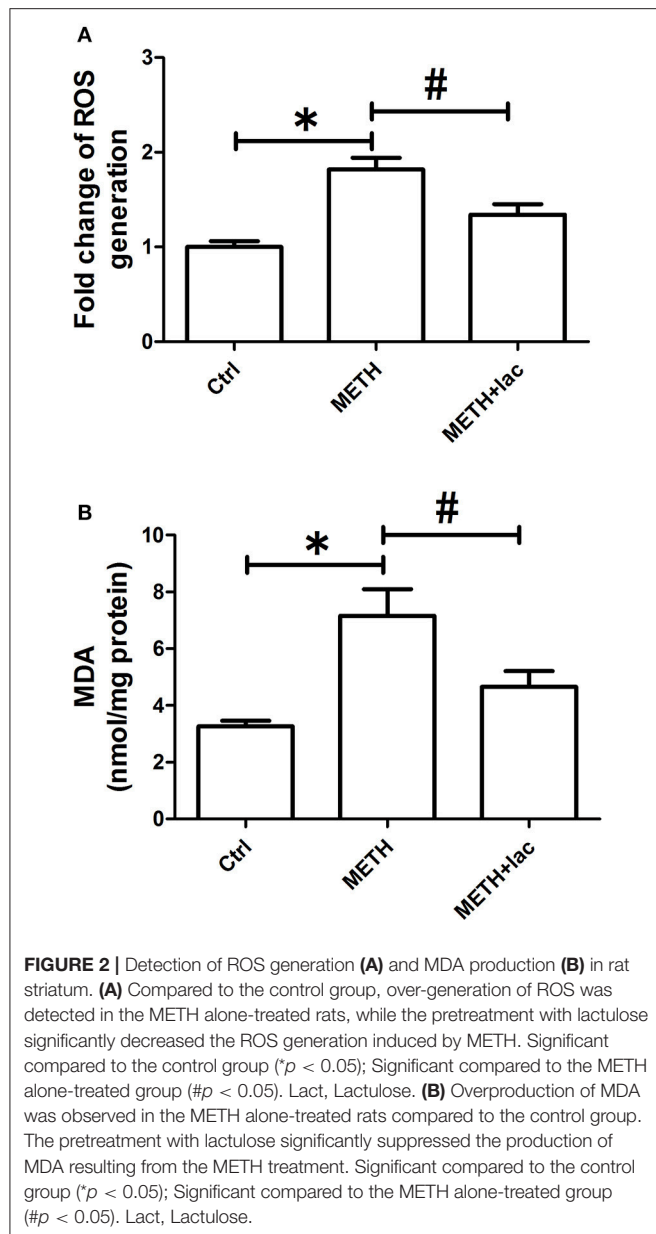 A
Fold change of ROS
generation
3
2
1
0
*
#
Ctrl
METH
METH+lac
B
MDA
(nmol/mg protein)
10
8
6
4
2
0
*
#
Ctrl
METH
METH+lac
FIGURE 2 | Detection of ROS generation (A) and MDA production (B) in rat
striatum. (A) Compared to the control group, over-generation of ROS was
detected in the METH alone-treated rats, while the pretreatment with lactulose
significantly decreased the ROS generation induced by METH. Significant
compared to the control group (*p < 0.05); Significant compared to the METH
alone-treated group (#p < 0.05). Lact, Lactulose. (B) Overproduction of MDA
was observed in the METH alone-treated rats compared to the control group.
The pretreatment with lactulose significantly suppressed the production of
MDA resulting from the METH treatment. Significant compared to the control
group (*p < 0.05); Significant compared to the METH alone-treated group
(#p < 0.05). Lact, Lactulose.